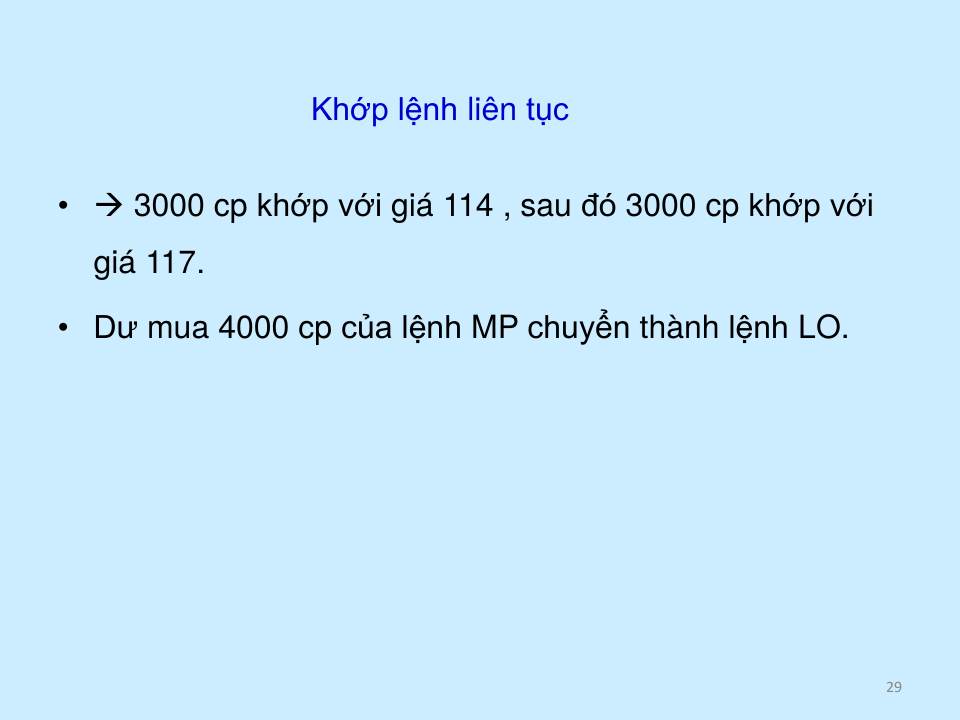 Khớp lệnh liên tục
• → 3000 cp khớp với giá 114 , sau đó 3000 cp khớp với
giá 117.
• Dư mua 4000 cp của lệnh MP chuyển thành lệnh LO.
29